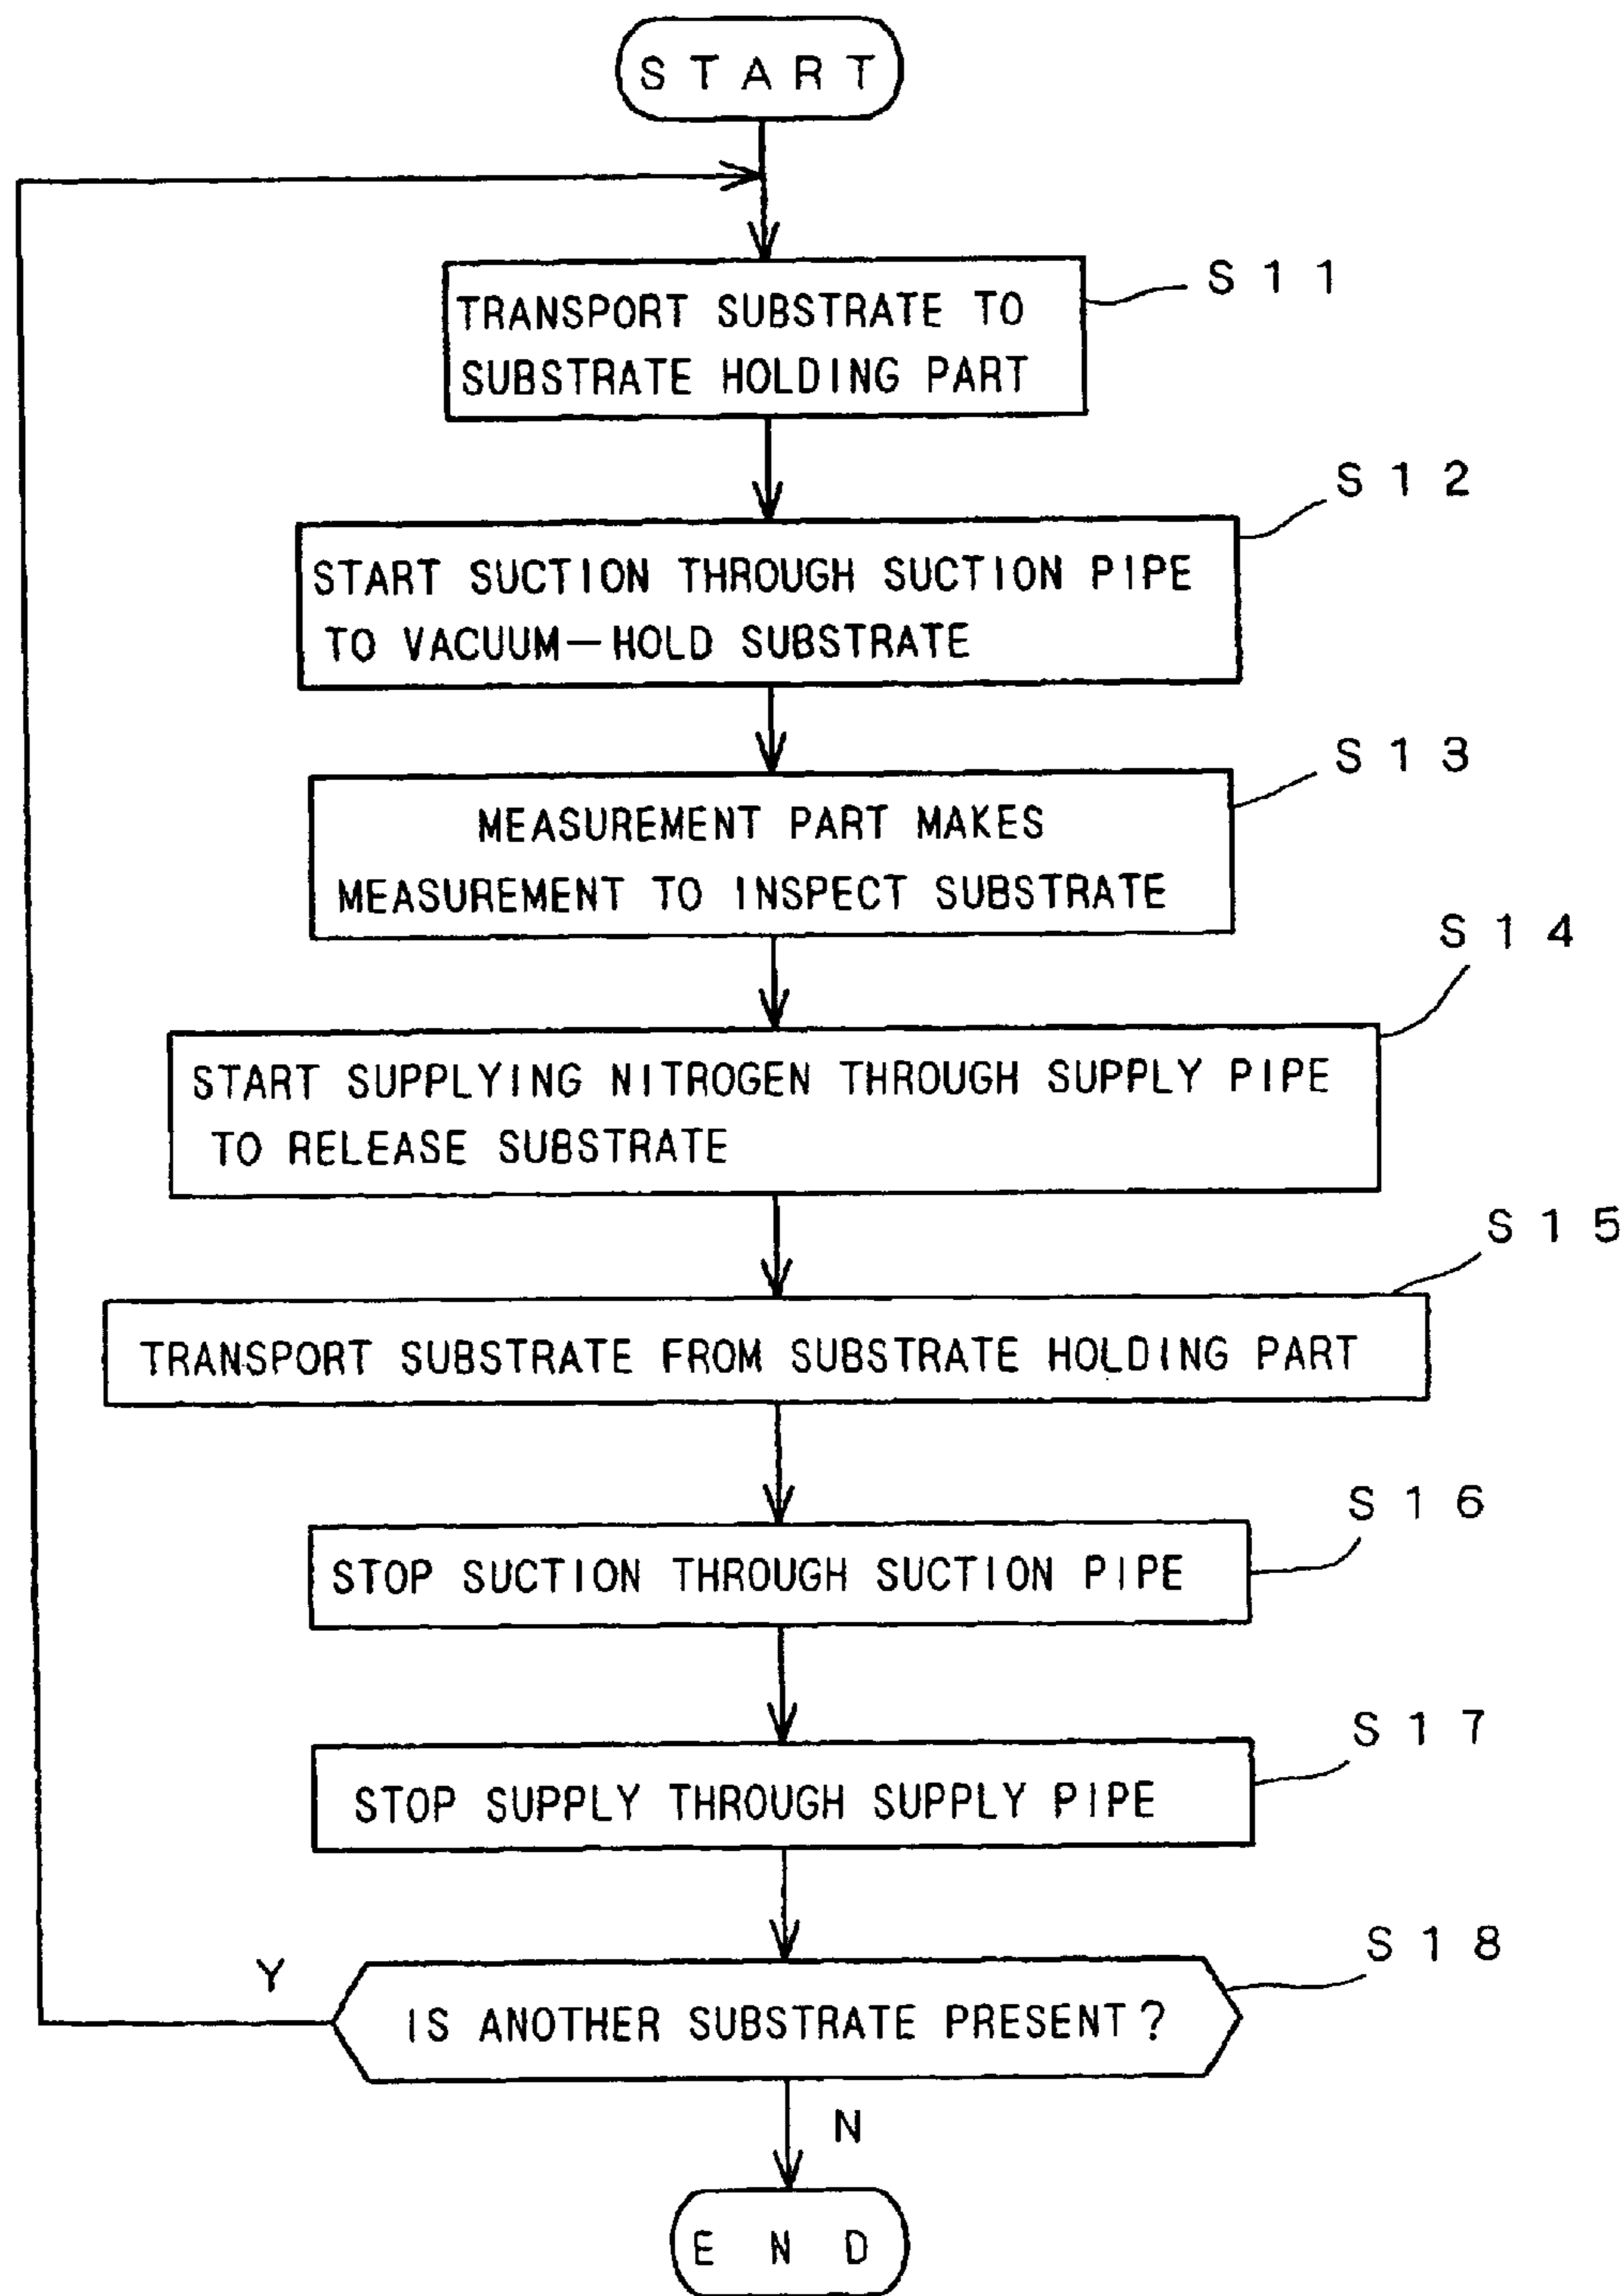 START
TRANSPORT SUBSTRATE TO
SUBSTRATE HOLDING PART
S11
START SUCTION THROUGH SUCTION PIPE
TO VACUUM—HOLD SUBSTRATE
S12
MEASUREMENT PART MAKES
MEASUREMENT TO INSPECT SUBSTRATE
S13
START SUPPLYING NITROGEN THROUGH SUPPLY PIPE
TO RELEASE SUBSTRATE
S14
TRANSPORT SUBSTRATE FROM SUBSTRATE HOLDING PART
S15
STOP SUCTION THROUGH SUCTION PIPE
S16
STOP SUPPLY THROUGH SUPPLY PIPE
S17
IS ANOTHER SUBSTRATE PRESENT?
S18
Y
N
END